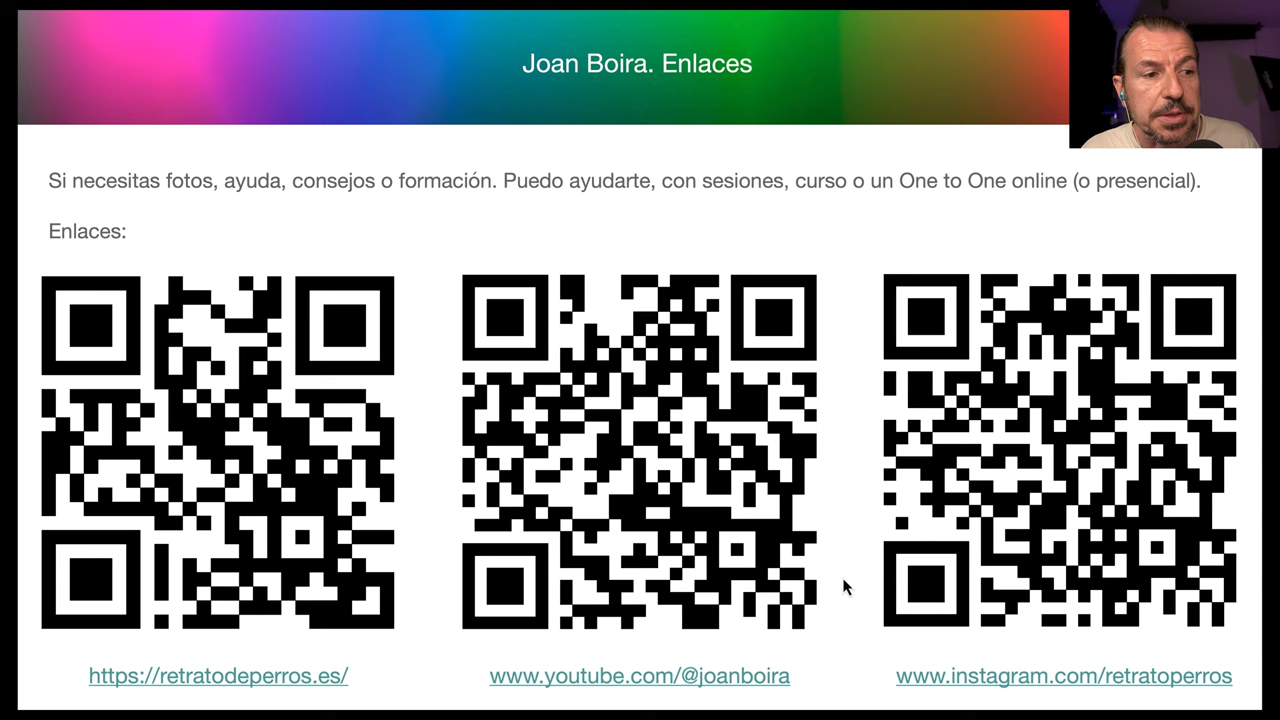 Joan Boira. Enlaces
Si necesitas fotos, ayuda, consejos o formación. Puedo ayudarte, con sesiones, curso o un One to One online (o presencial).
Enlaces:
https://retratodeperros.es/
www.youtube.com/@joanboira
www.instagram.com/retratoperros